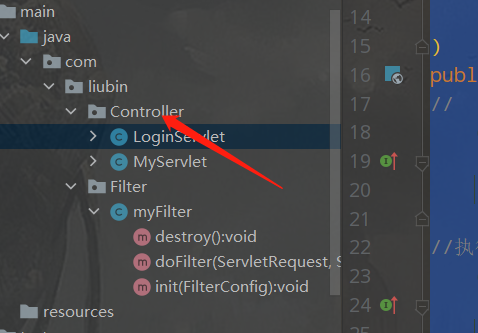 main
java
com
liubin
Controller
LoginServlet
MyServlet
Filter
myFilter
destroy():void
doFilter(ServletRequest, S
init(FilterConfig):void
resources
14
15 )
16 publ
17 //
18
19
20
21
22 //执
23
24